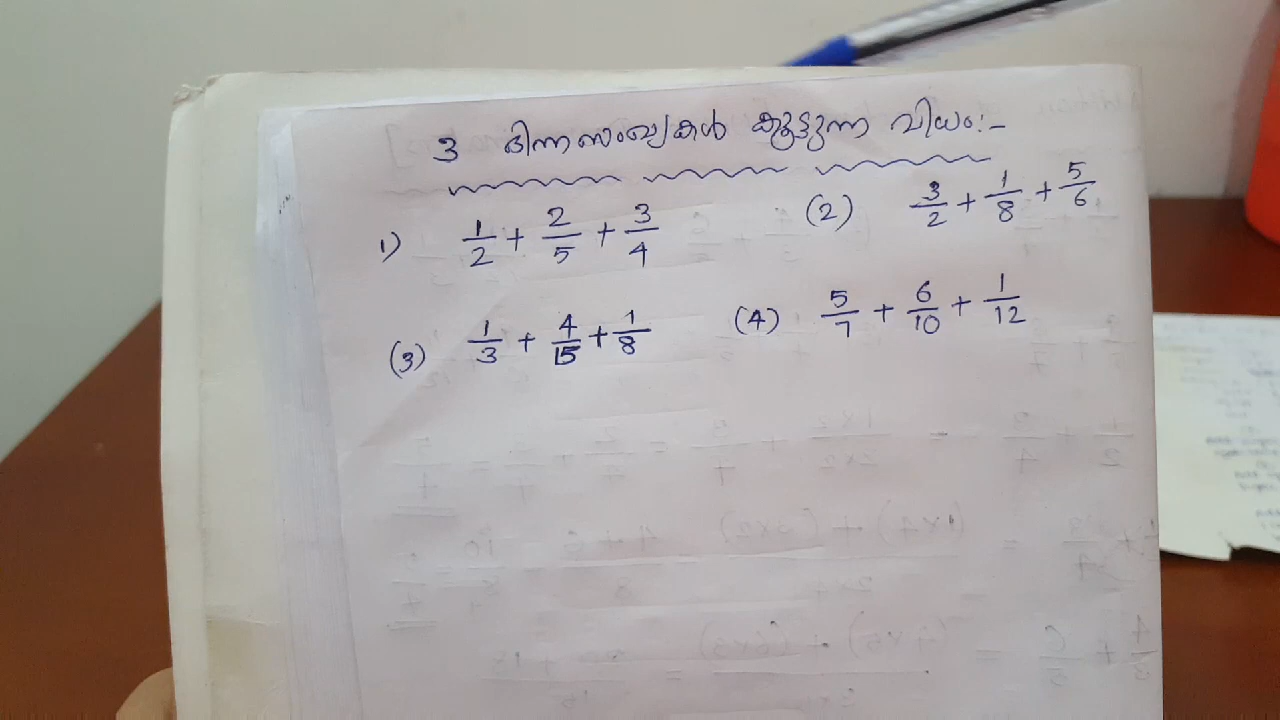 3 ഭിന്നസംഖ്യകൾ കൂട്ടുന്ന വിധം:-
1) 1/2 + 2/5 + 3/4 (2) 3/2 + 1/8 + 5/6
(3) 1/3 + 4/15 + 1/8 (4) 5/7 + 6/10 + 1/12